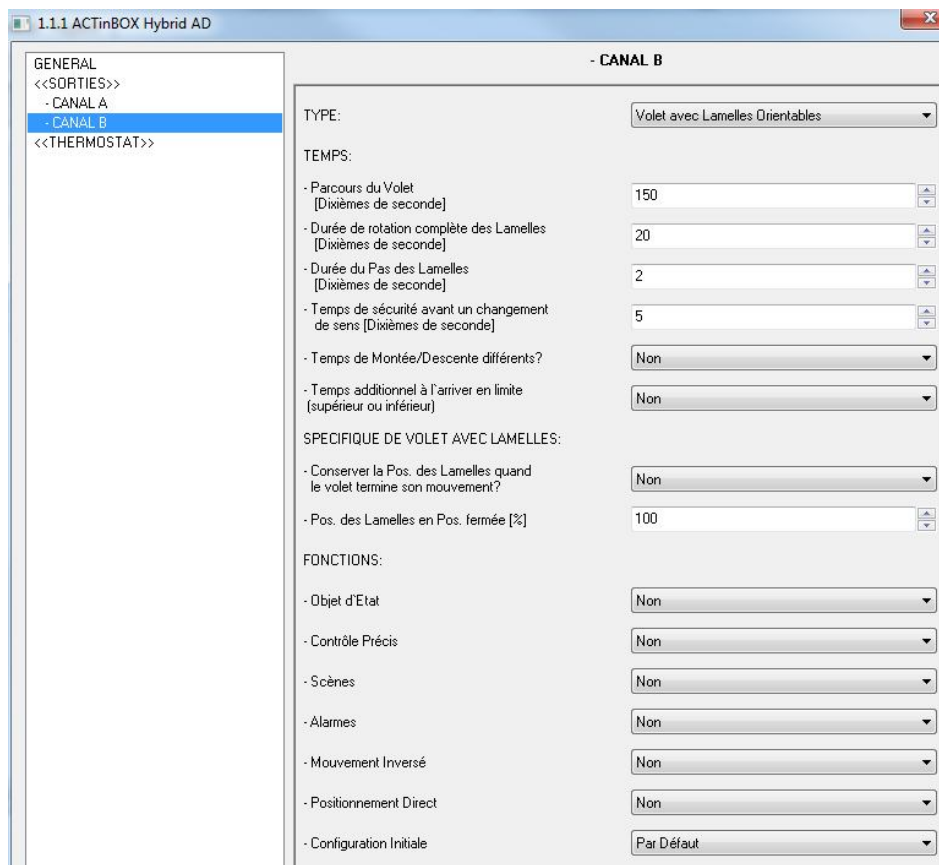 1.1.1 ACTinBOX Hybrid AD
x
GENERAL
<<SORTIES>>
- CANAL A
- CANAL B
<<THERMOSTAT>>
- CANAL B
TYPE: Volet avec Lamelles Orientables
TEMPS:
- Parcours du Volet
[Dixièmes de seconde] 150
- Durée de rotation complète des Lamelles
[Dixièmes de seconde] 20
- Durée du Pas des Lamelles
[Dixièmes de seconde] 2
- Temps de sécurité avant un changement
de sens [Dixièmes de seconde] 5
- Temps de Montée/Descente différents? Non
- Temps additionnel à l`arriver en limite
(supérieur ou inférieur) Non
SPECIFIQUE DE VOLET AVEC LAMELLES:
- Conserver la Pos. des Lamelles quand
le volet termine son mouvement? Non
- Pos. des Lamelles en Pos. fermée [%] 100
FONCTIONS:
- Objet d`Etat Non
- Contrôle Précis Non
- Scènes Non
- Alarmes Non
- Mouvement Inversé Non
- Positionnement Direct Non
- Configuration Initiale Par Défaut